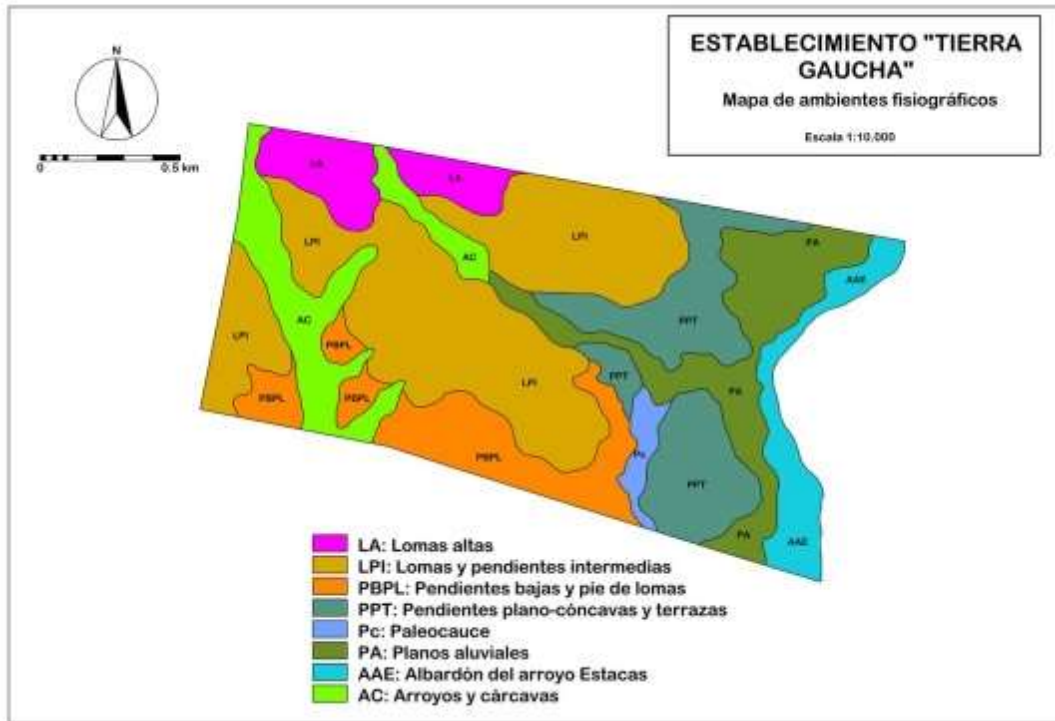 ESTABLECIMIENTO "TIERRA
GAUCHA"
Mapa de ambientes fisiográficos
Escala 1:10.000
N
0 0.5 km
LA
LA
LPI
PA
LPI
AC
AAE
AC
PPT
LPI
PBPL
LPI
PPT
PA
PBPL
PBPL
PBPL
Pc
PPT
PA
AAE
LA: Lomas altas
LPI: Lomas y pendientes intermedias
PBPL: Pendientes bajas y pie de lomas
PPT: Pendientes plano-cóncavas y terrazas
Pc: Paleocauce
PA: Planos aluviales
AAE: Albardón del arroyo Estacas
AC: Arroyos y cárcavas